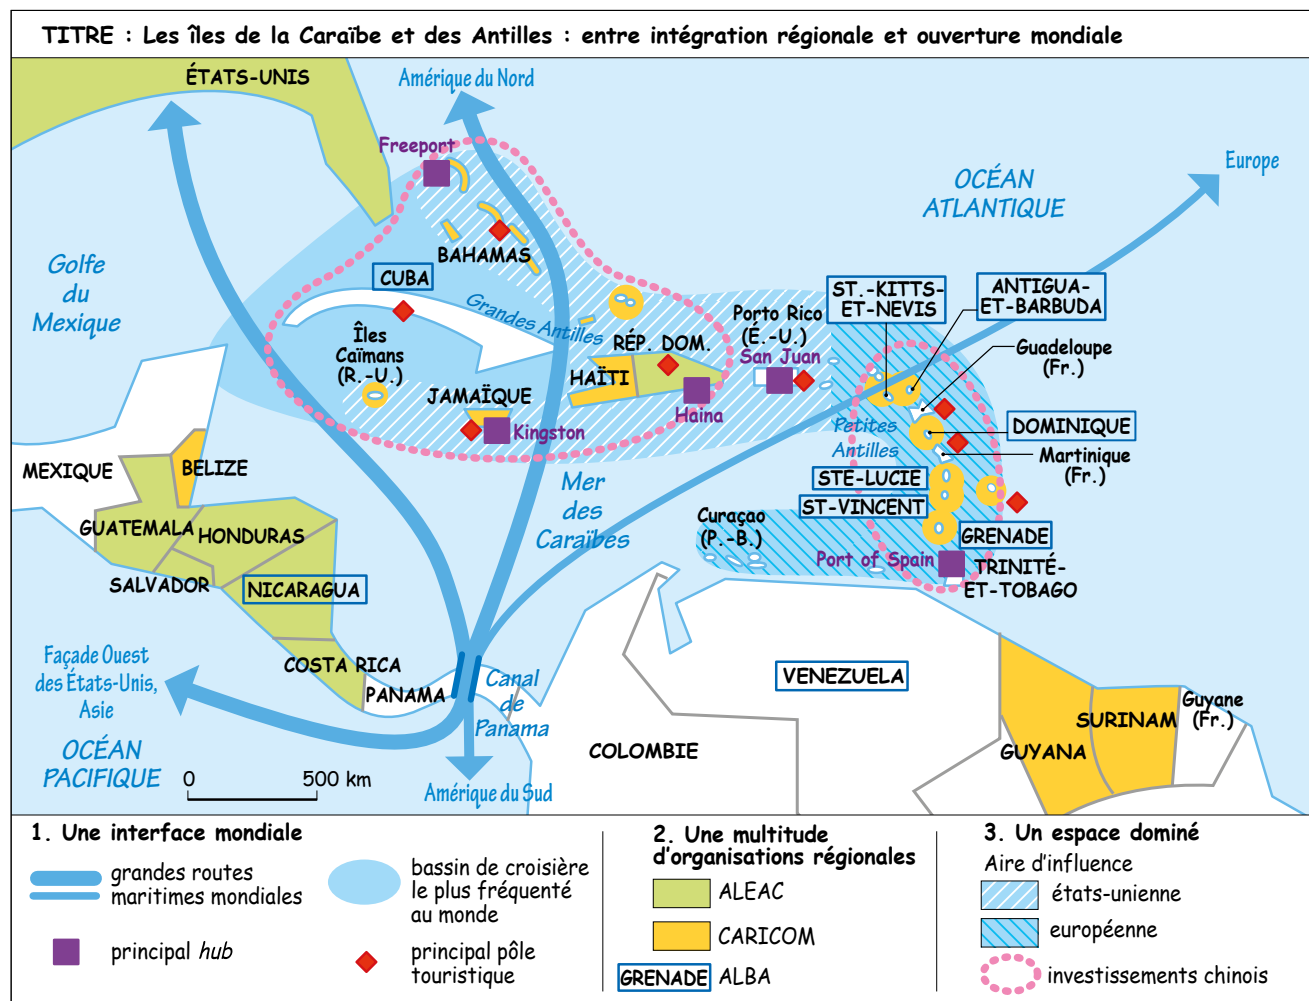 TITRE : Les îles de la Caraïbe et des Antilles : entre intégration régionale et ouverture mondiale
ÉTATS-UNIS
Amérique du Nord
Freeport
Europe
OCÉAN
ATLANTIQUE
Golfe
du
Mexique
BAHAMAS
CUBA
Grandes Antilles
Îles
Caïmans
(R.-U.)
RÉP. DOM.
HAÏTI
Haina
Porto Rico
(É.-U.)
San Juan
ST.-KITTS-
ET-NEVIS
ANTIGUA-
ET-BARBUDA
Guadeloupe
(Fr.)
JAMAÏQUE
Kingston
Petites
Antilles
DOMINIQUE
Martinique
(Fr.)
STE-LUCIE
ST-VINCENT
GRENADE
MEXIQUE
BELIZE
GUATEMALA
HONDURAS
SALVADOR
NICARAGUA
Mer
des
Caraïbes
Curaçao
(P.-B.)
Port of Spain
TRINITÉ-
ET-TOBAGO
COSTA RICA
PANAMA
Canal
de
Panama
Façade Ouest
des États-Unis,
Asie
OCÉAN
PACIFIQUE
0 500 km
Amérique du Sud
COLOMBIE
VENEZUELA
GUYANA
SURINAM
Guyane
(Fr.)
1. Une interface mondiale
grandes routes
maritimes mondiales
principal hub
bassin de croisière
le plus fréquenté
au monde
principal pôle
touristique
2. Une multitude
d'organisations régionales
ALEAC
CARICOM
GRENADE ALBA
3. Un espace dominé
Aire d'influence
états-unienne
européenne
investissements chinois